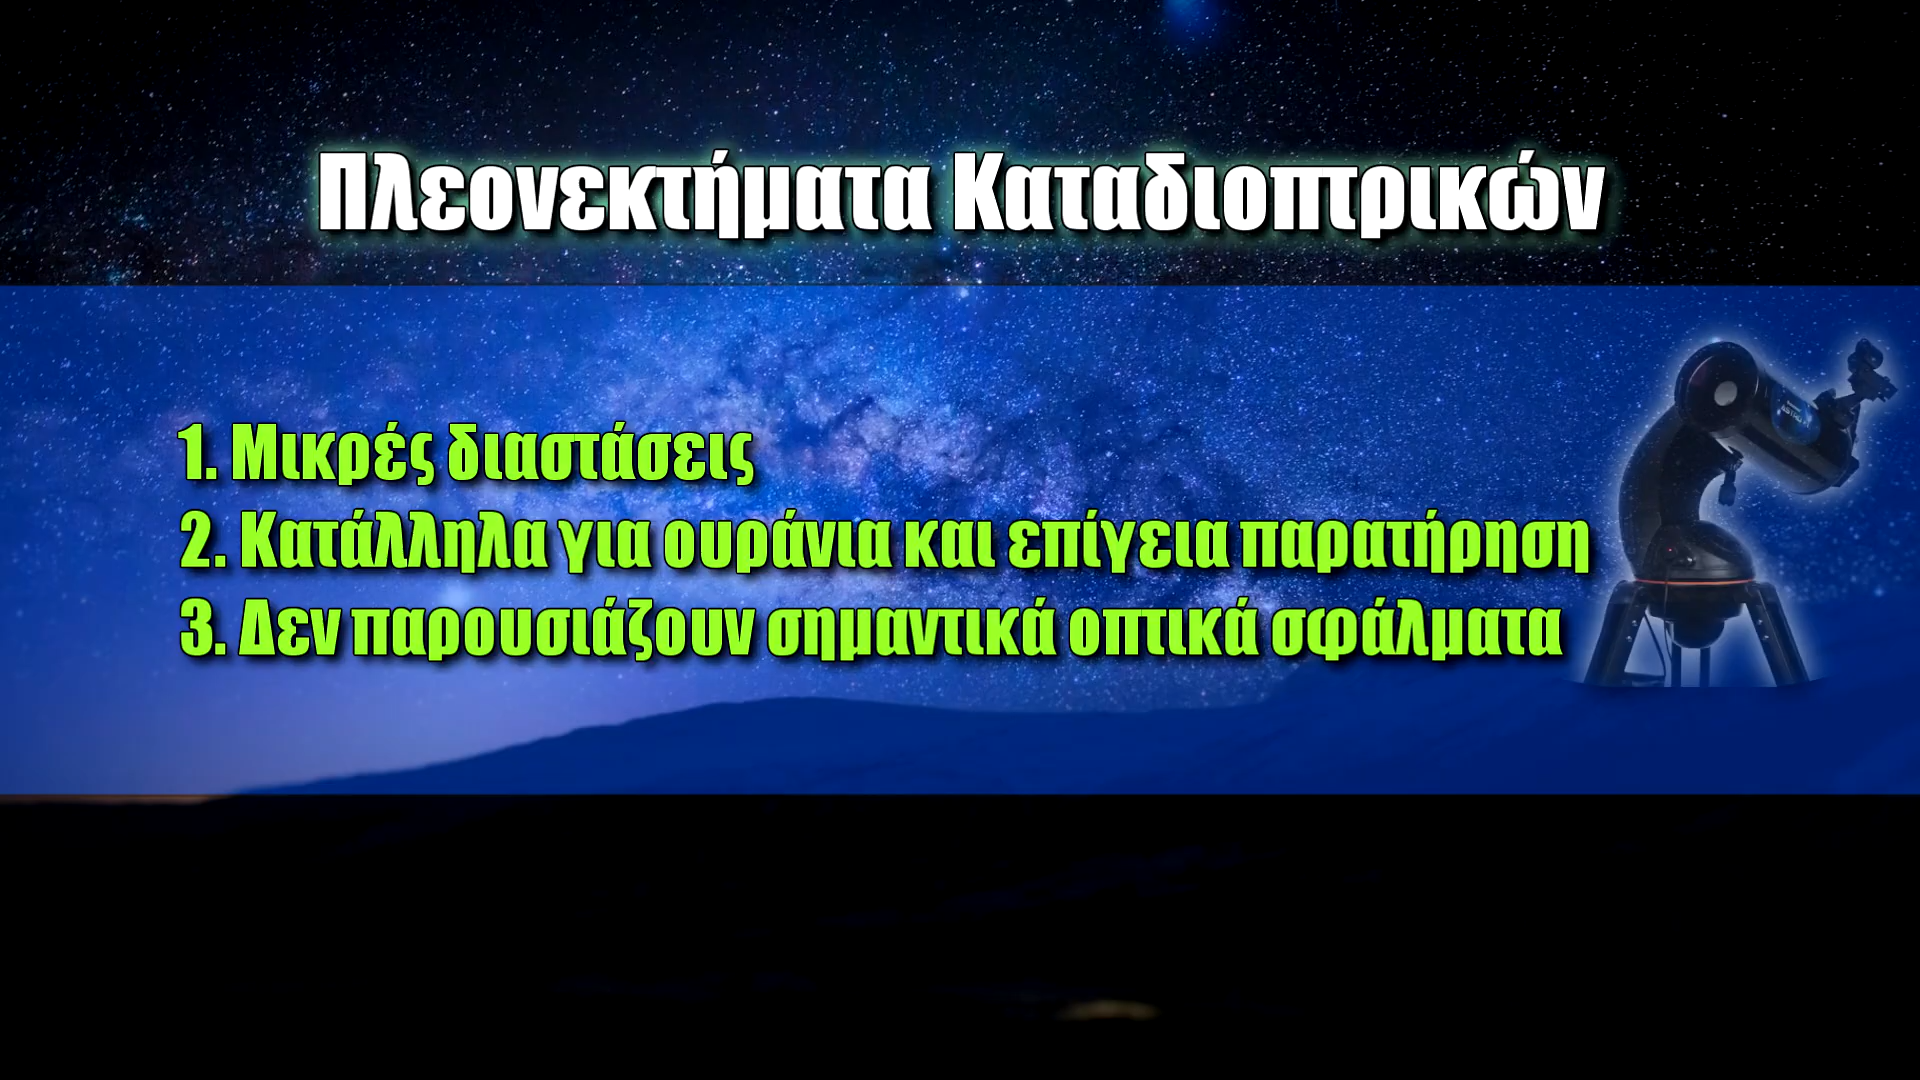 Πλεονεκτήματα Καταδιοπτρικών
1. Μικρές διαστάσεις
2. Κατάλληλα για ουράνια και επίγεια παρατήρηση
3. Δεν παρουσιάζουν σημαντικά οπτικά σφάλματα